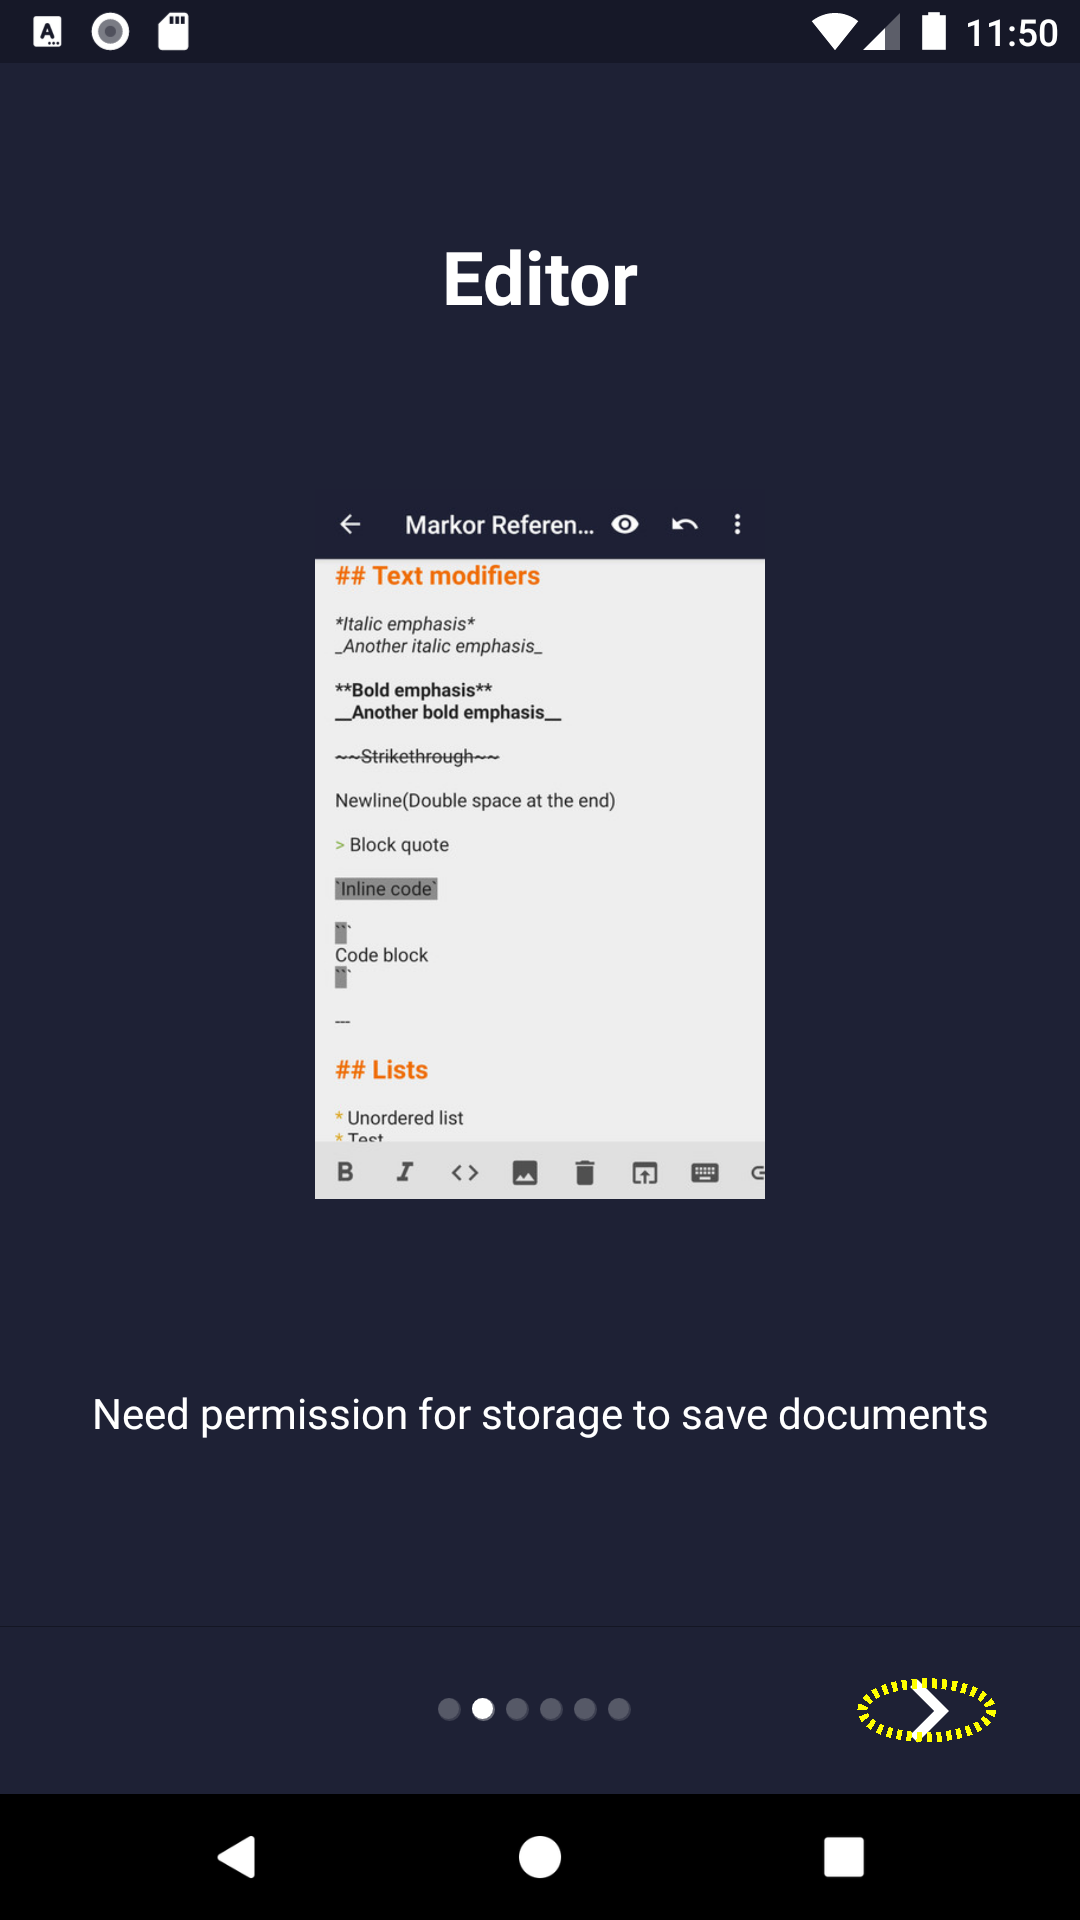 11:50
Editor
Markor Referen...
## Text modifiers
*Italic emphasis*
_Another italic emphasis_
**Bold emphasis**
__Another bold emphasis__
~~Strikethrough~~
Newline(Double space at the end)
> Block quote
`Inline code`
```
Code block
```
---
## Lists
* Unordered list
* Test
B I <>
Need permission for storage to save documents